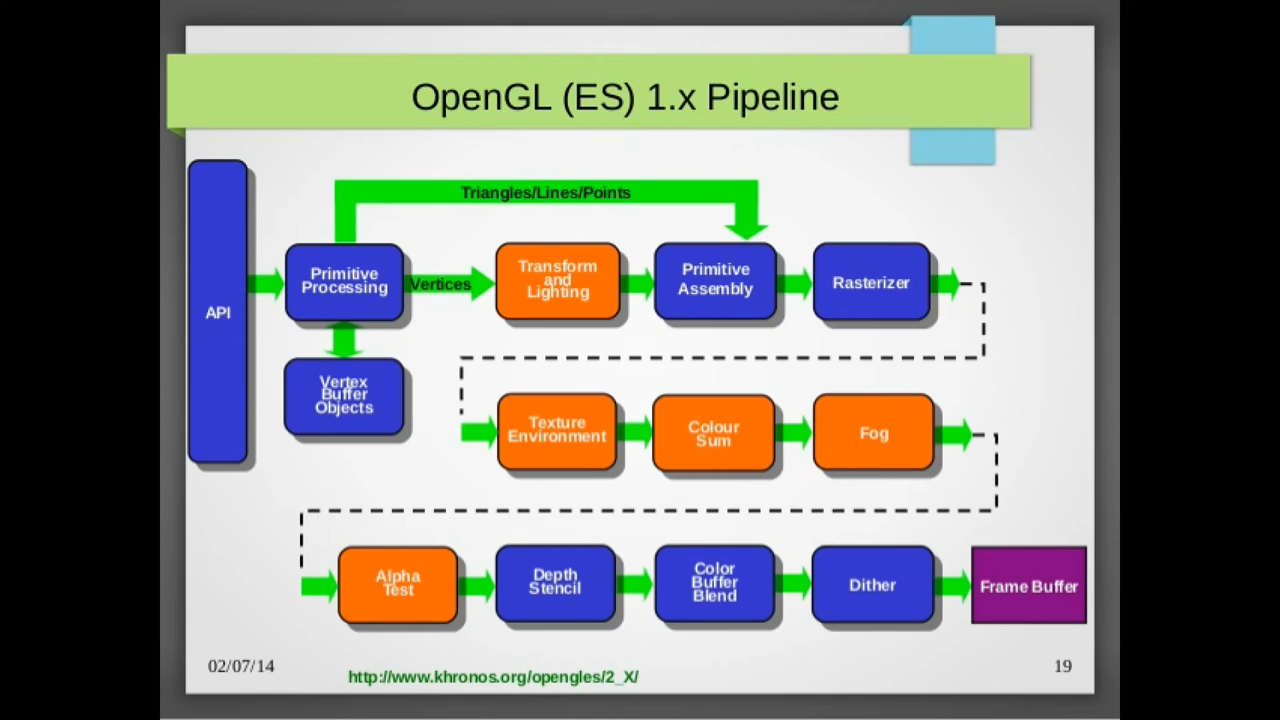 OpenGL (ES) 1.x Pipeline
Triangles/Lines/Points
API
Primitive
Processing
Vertices
Transform
and
Lighting
Primitive
Assembly
Rasterizer
Vertex
Buffer
Objects
Texture
Environment
Colour
Sum
Fog
Alpha
Test
Depth
Stencil
Color
Buffer
Blend
Dither
Frame Buffer
02/07/14
http://www.khronos.org/opengles/2_X/
19